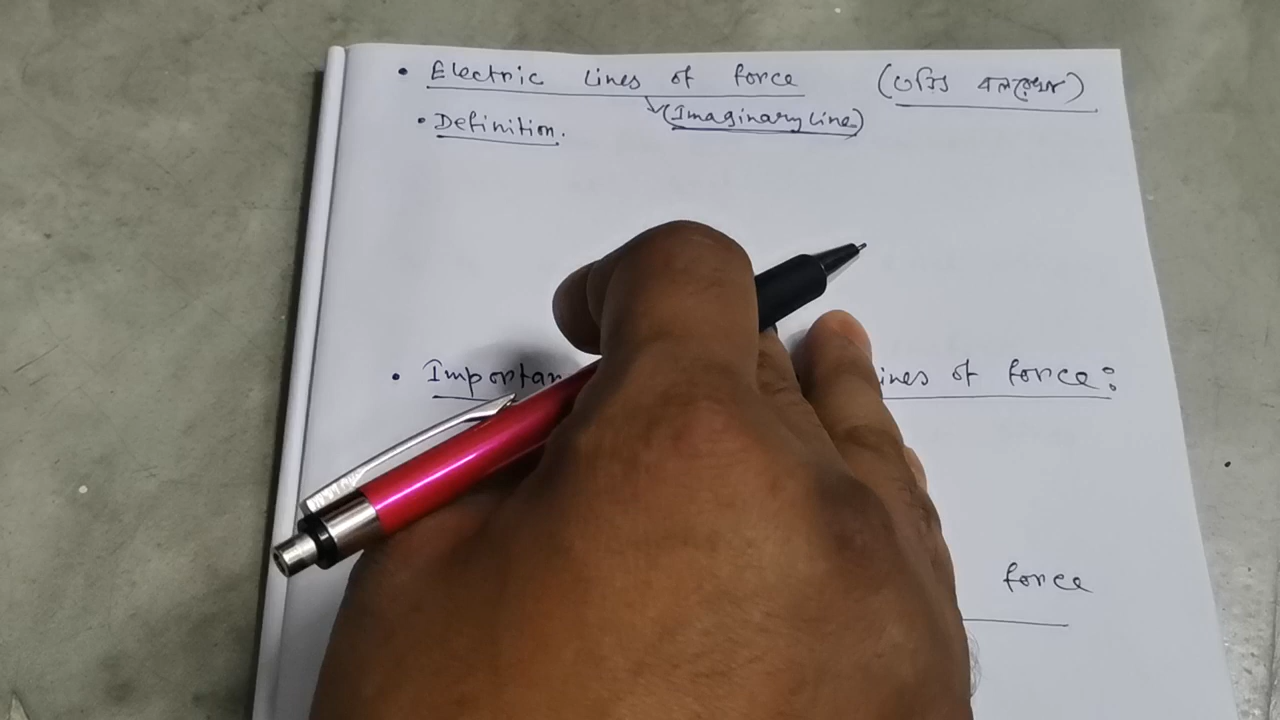 • Electric Lines of force (তড়িৎ বলরেখা)
(Imaginary Line)
• Definition.
• Importan ines of force:
force